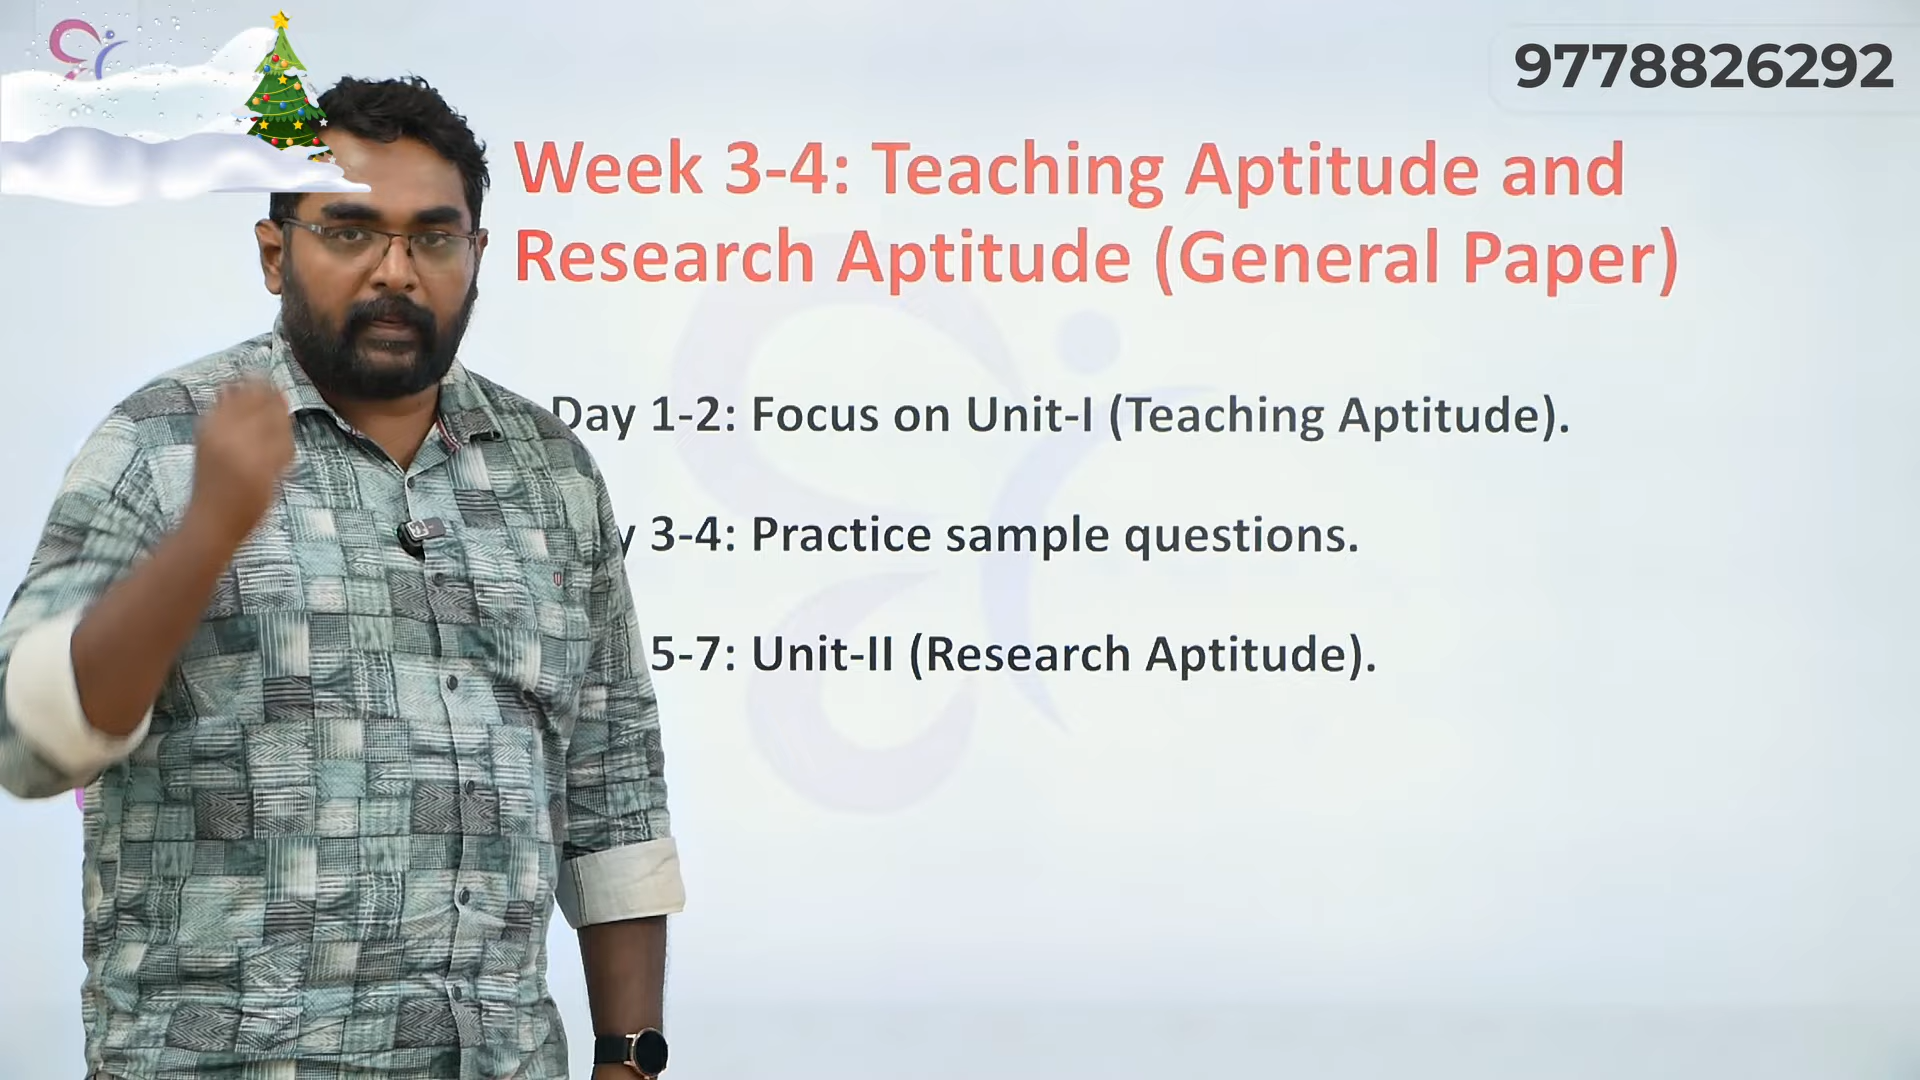 9778826292
Week 3-4: Teaching Aptitude and
Research Aptitude (General Paper)
Day 1-2: Focus on Unit-I (Teaching Aptitude).
y 3-4: Practice sample questions.
5-7: Unit-II (Research Aptitude).